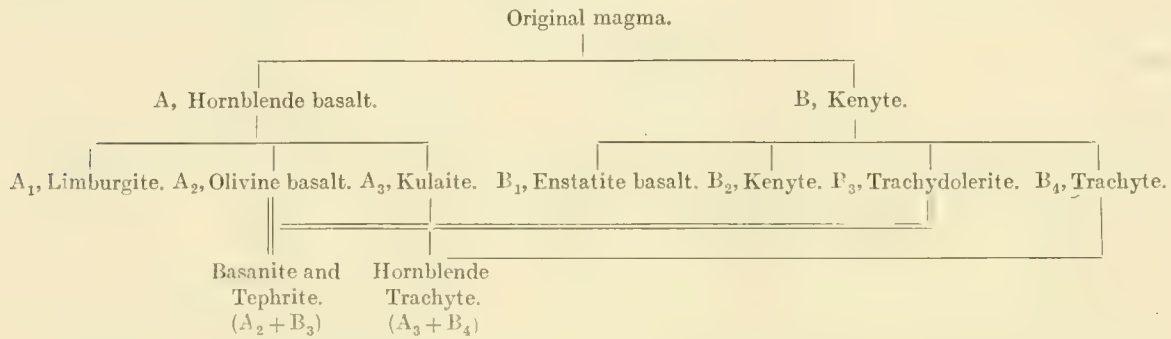 Original magma.
A, Hornblende basalt. B, Kenyte.
A₁, Limburgite. A₂, Olivine basalt. A₃, Kulaite. B₁, Enstatite basalt. B₂, Kenyte. B₃, Trachydolerite. B₄, Trachyte.
Basanite and Hornblende
Tephrite. Trachyte.
(A₂ + B₃) (A₃ + B₄)